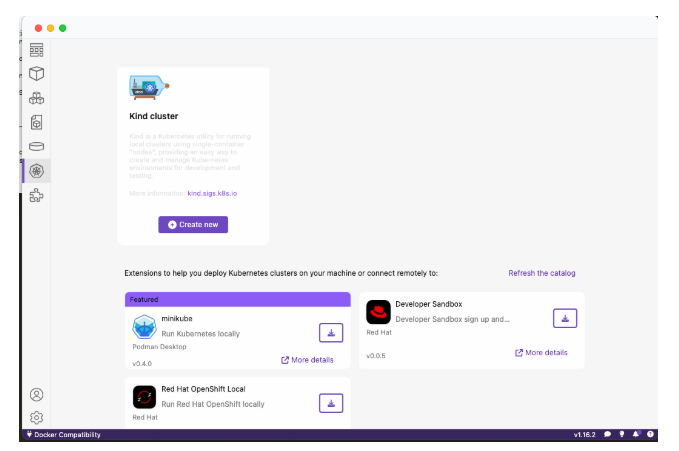 Kind cluster
Kind is a Kubernetes utility for running
local clusters using single-container
"nodes", providing an easy way to
create and manage Kubernetes
environments for development and
testing.
More information: kind.sigs.k8s.io
Create new
Extensions to help you deploy Kubernetes clusters on your machine or connect remotely to:
Refresh the catalog
Featured
minikube
Run Kubernetes locally
Podman Desktop
v0.4.0
More details
Developer Sandbox
Developer Sandbox sign up and...
Red Hat
v0.0.5
More details
Red Hat OpenShift Local
Run Red Hat OpenShift locally
Red Hat
Docker Compatibility
v1.16.2